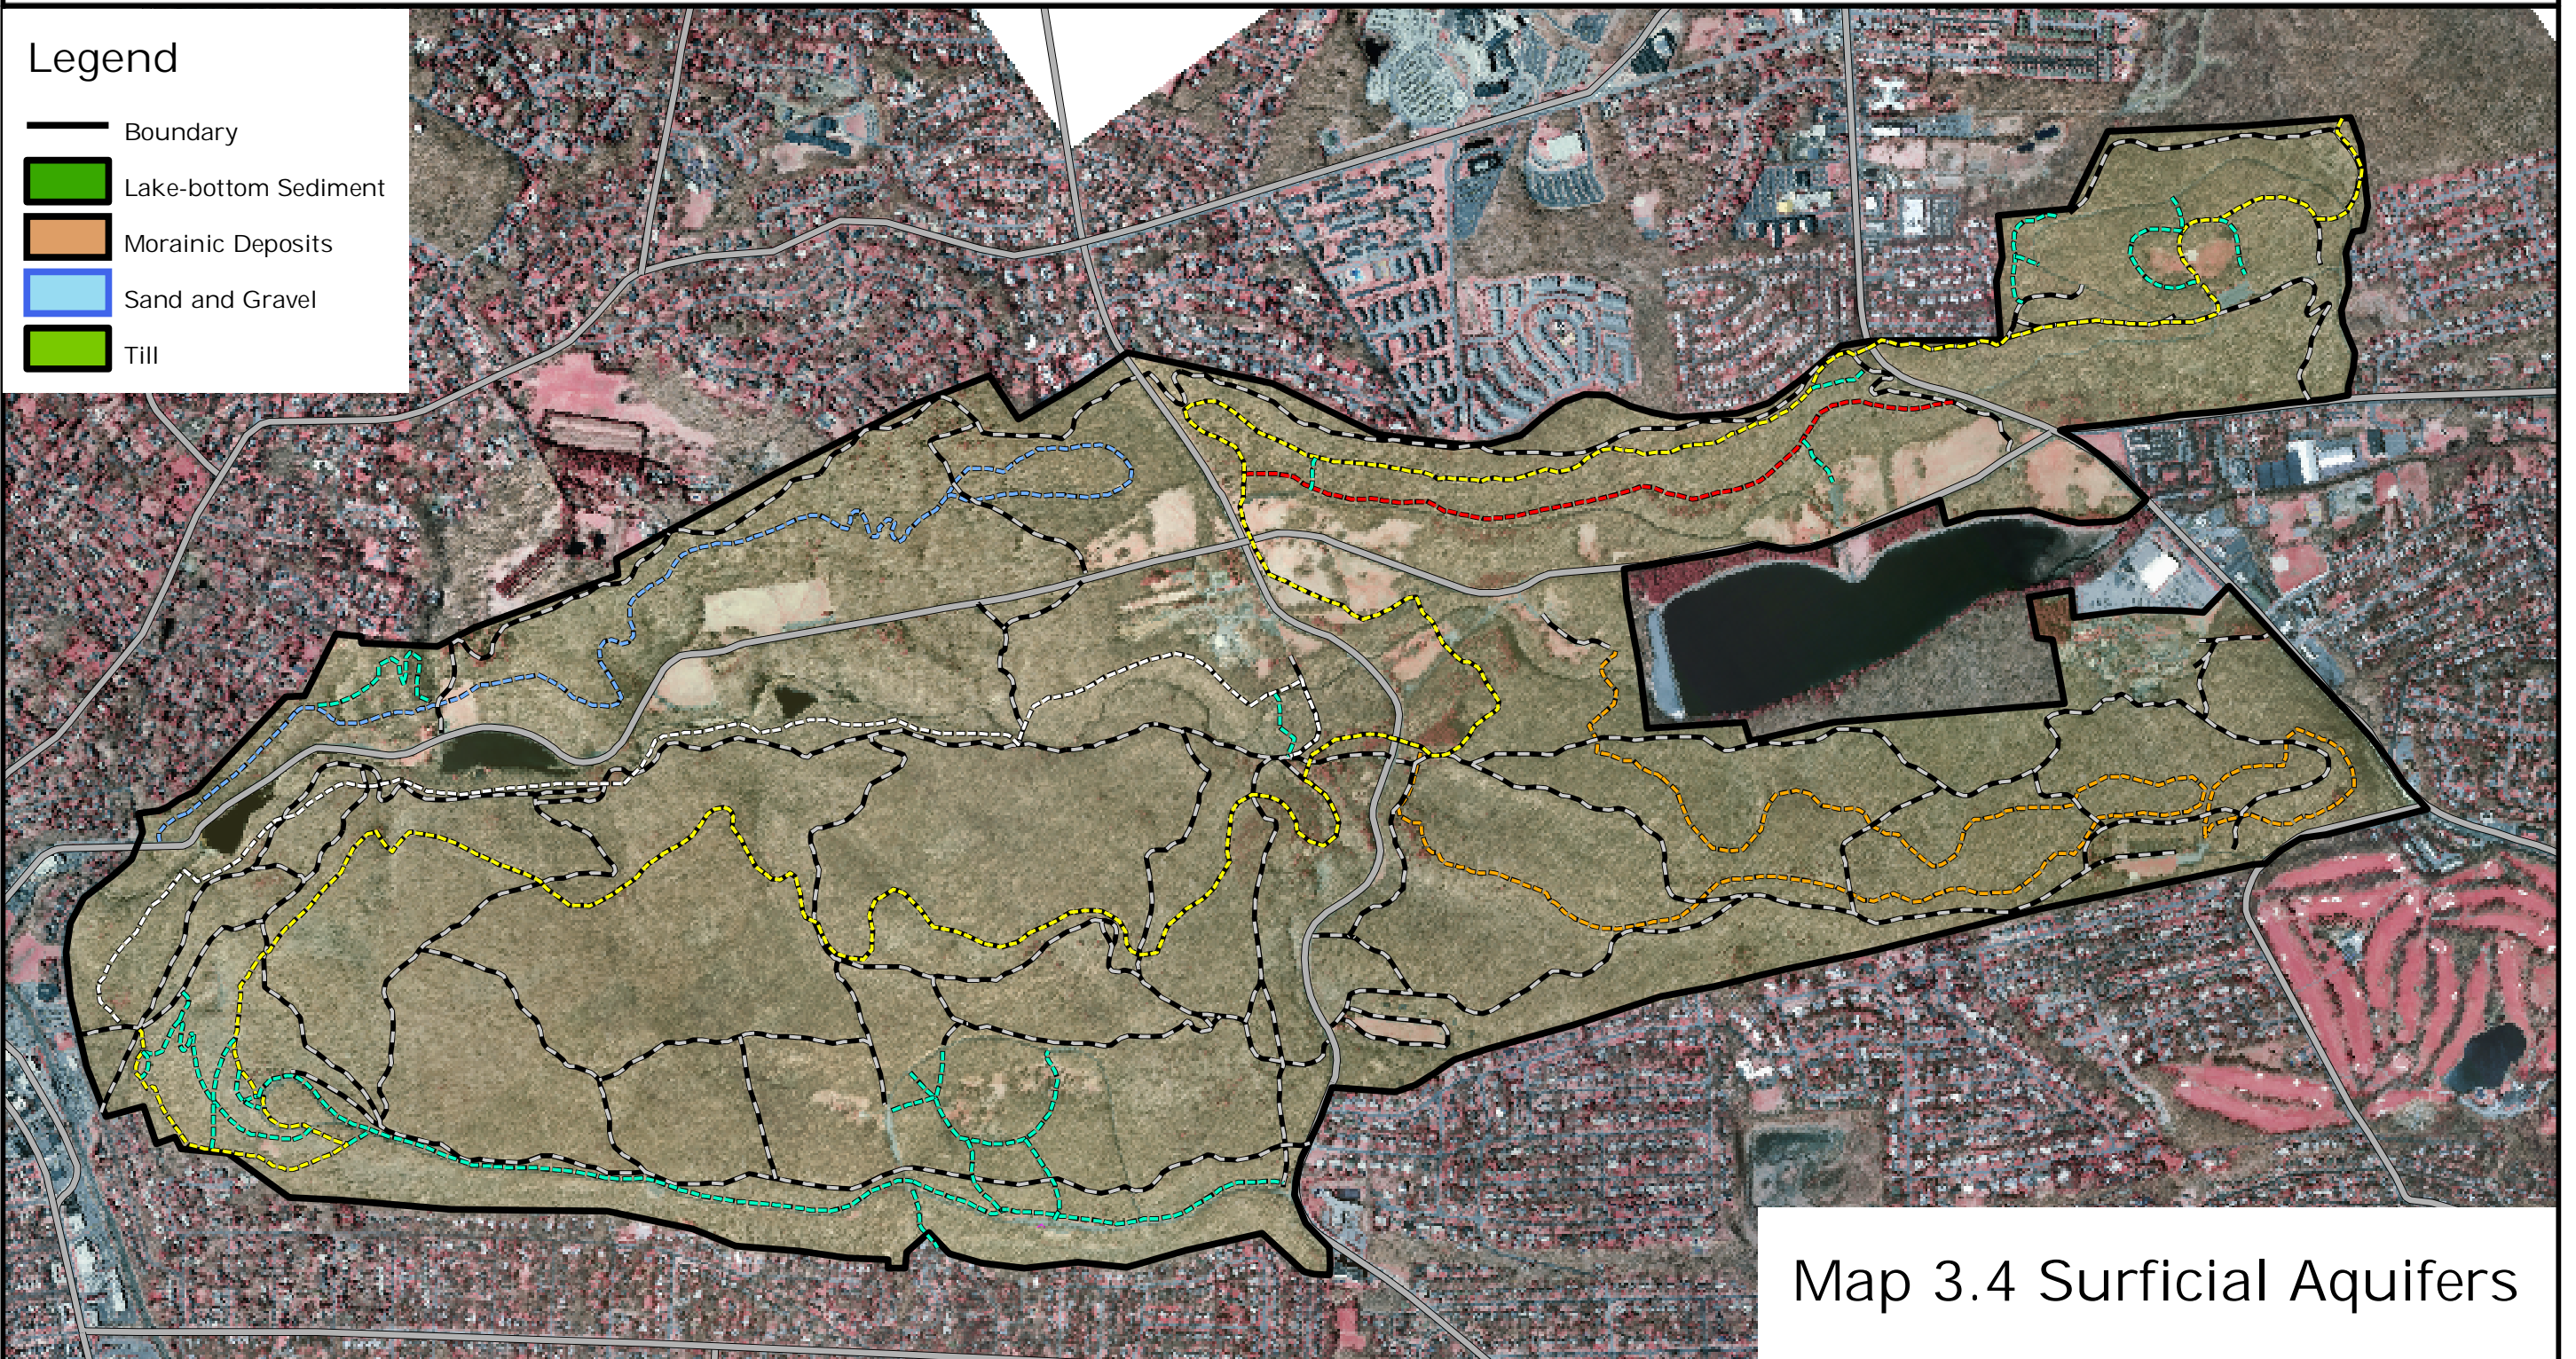 Legend
Boundary
Lake-bottom Sediment
Morainic Deposits
Sand and Gravel
Till
Map 3.4 Surficial Aquifers